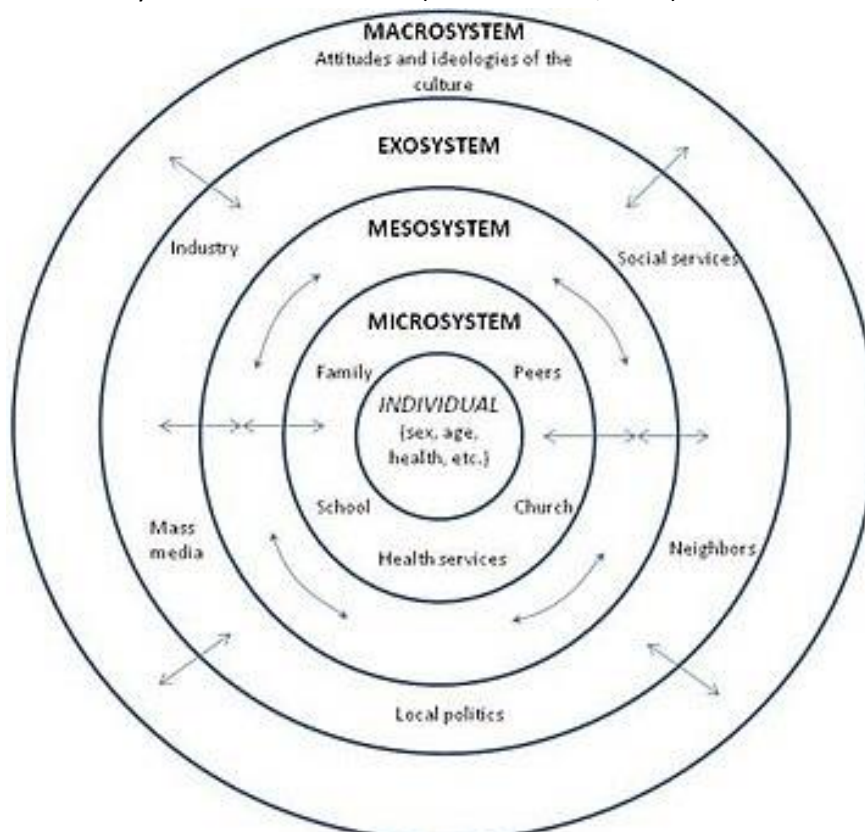 MACROSYSTEM
Attitudes and ideologies of the
culture
EXOSYSTEM
MESOSYSTEM
Industry
Social services
MICROSYSTEM
Family
Peers
INDIVIDUAL
(sex, age,
health, etc.)
School
Church
Mass
media
Health services
Neighbors
Local politics